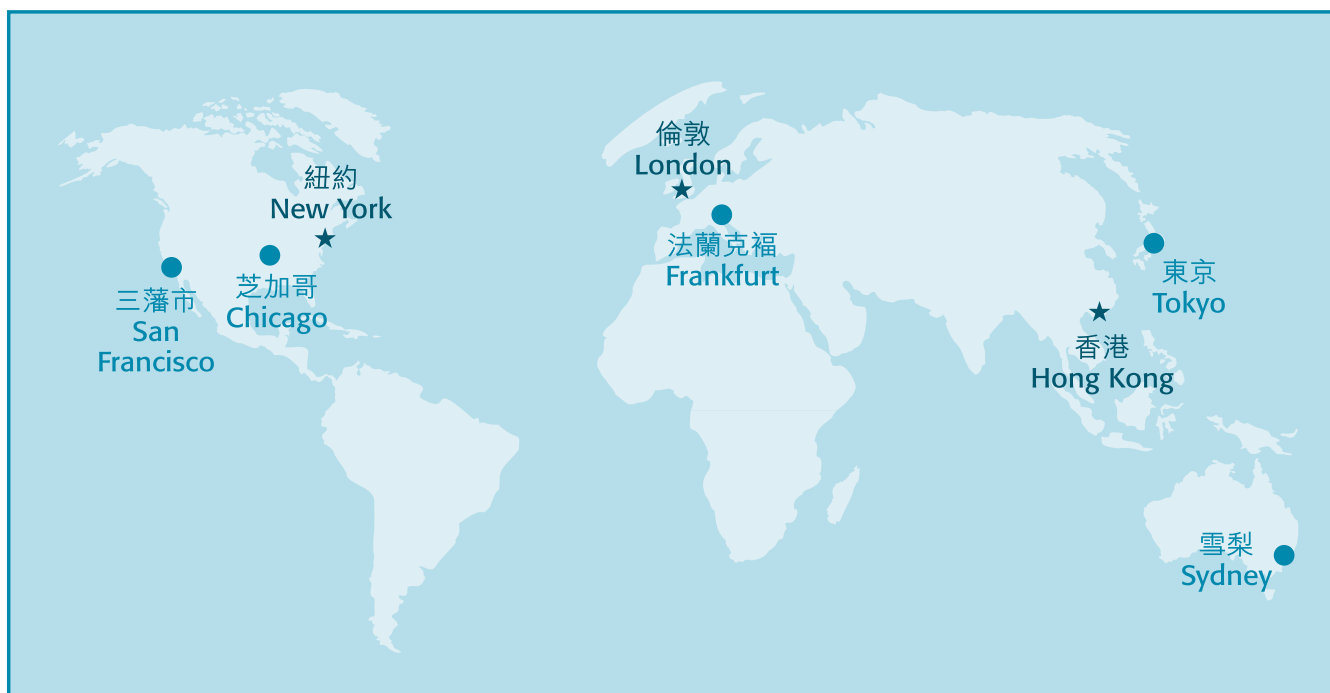 倫敦
London
紐約
New York
法蘭克福
Frankfurt
芝加哥
Chicago
三藩市
San
Francisco
東京
Tokyo
香港
Hong Kong
雪梨
Sydney